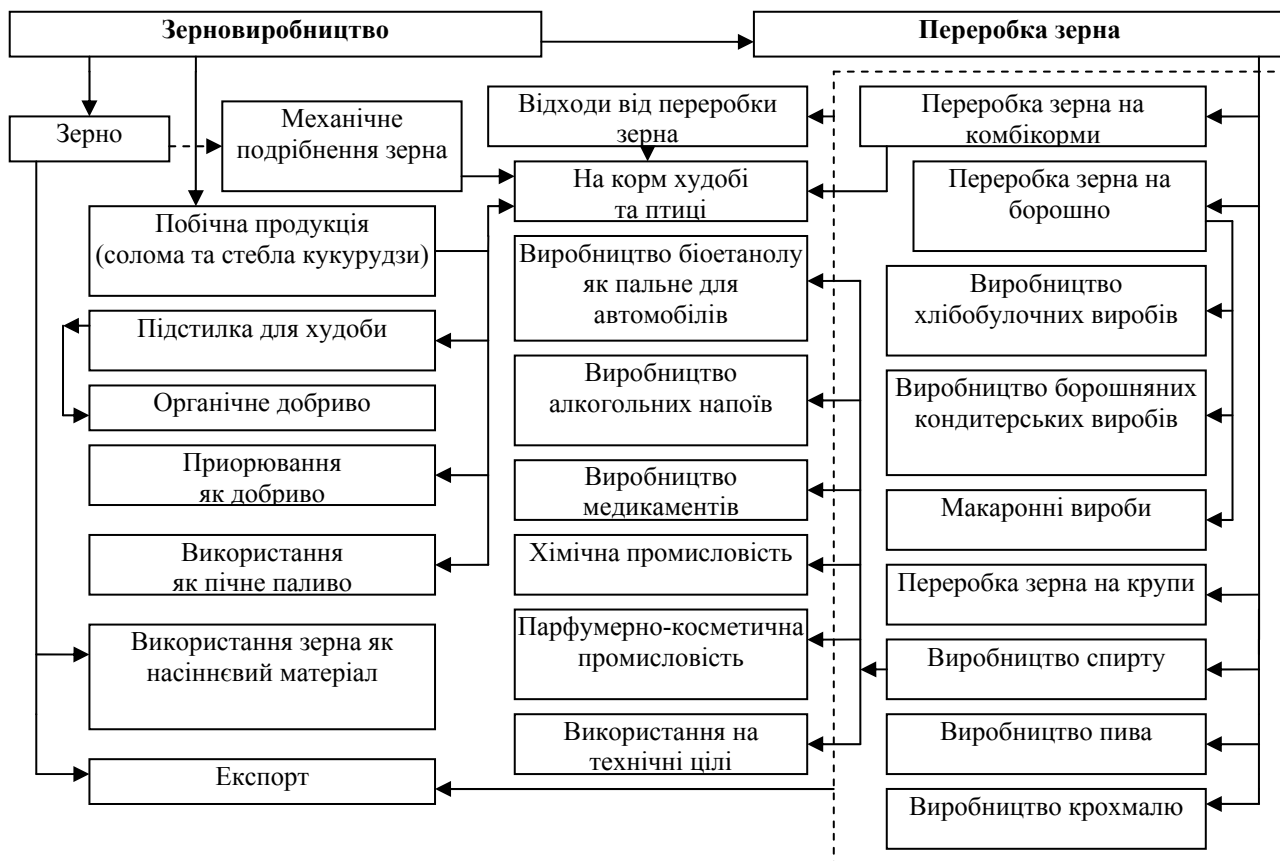 Зерновиробництво
Переробка зерна
Зерно
Механічне
подрібнення зерна
Побічна продукція
(солома та стебла кукурудзи)
Підстилка для худоби
Органічне добриво
Приорювання
як добриво
Використання
як пічне паливо
Використання зерна як
насіннєвий матеріал
Експорт
Відходи від переробки
зерна
На корм худобі
та птиці
Виробництво біоетанолу
як пальне для
автомобілів
Виробництво
алкогольних напоїв
Виробництво
медикаментів
Хімічна промисловість
Парфумерно-косметична
промисловість
Використання на
технічні цілі
Переробка зерна на
комбікорми
Переробка зерна на
борошно
Виробництво
хлібобулочних виробів
Виробництво борошняних
кондитерських виробів
Макаронні вироби
Переробка зерна на крупи
Виробництво спирту
Виробництво пива
Виробництво крохмалю